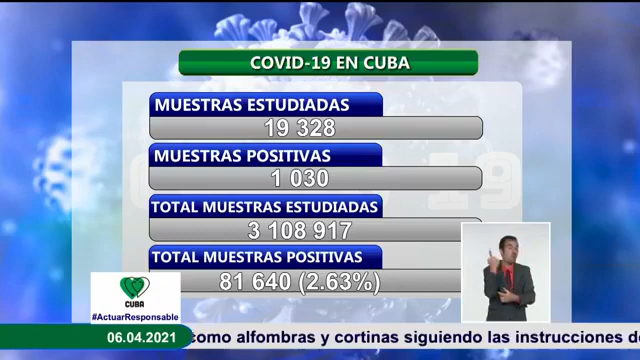 COVID-19 EN CUBA
MUESTRAS ESTUDIADAS
19 328
MUESTRAS POSITIVAS
1 030
TOTAL MUESTRAS ESTUDIADAS
3 108 917
TOTAL MUESTRAS POSITIVAS
81 640 (2.63%)
CUBA
#ActuarResponsable
06.04.2021
como alfombras y cortinas siguiendo las instrucciones d